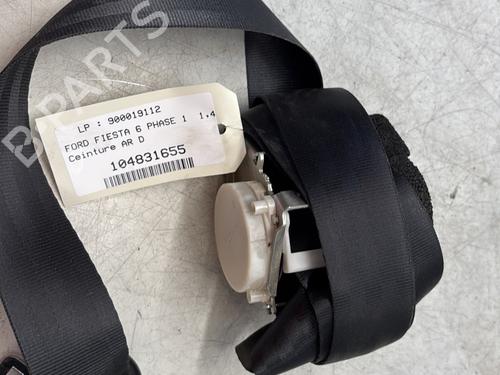 B-PARTS
LP : 900019112
FORD FIESTA 6 PHASE 1 1.4
Ceinture AR D
104831655